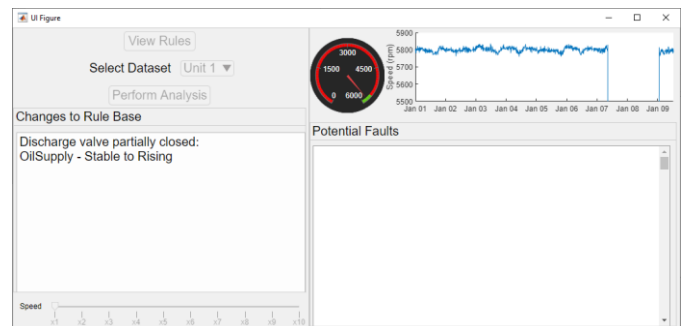 UI Figure
View Rules
Select Dataset Unit 1
Perform Analysis
Changes to Rule Base
Discharge valve partially closed:
OilSupply - Stable to Rising
Speed
x1 x2 x3 x4 x5 x6 x7 x8 x9 x10
3000
1500 4500
0 6000
Speed (rpm)
5900
5800
5700
5600
5500
Jan 01 Jan 02 Jan 03 Jan 04 Jan 05 Jan 06 Jan 07 Jan 08 Jan 09
Potential Faults